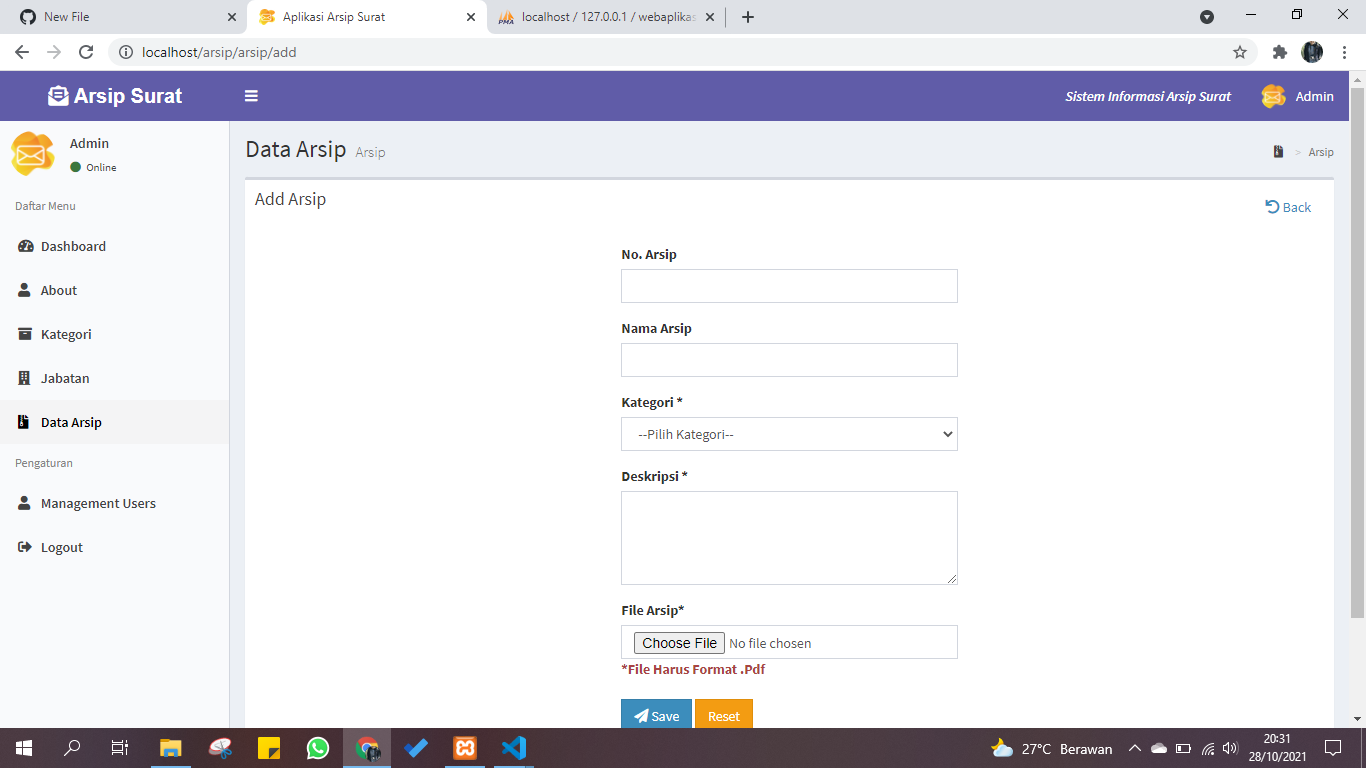 New File
Aplikasi Arsip Surat
localhost / 127.0.0.1 / webaplikas
localhost/arsip/arsip/add
Arsip Surat
Sistem Informasi Arsip Surat
Admin
Admin
Online
Data Arsip Arsip
> Arsip
Daftar Menu
Add Arsip
Back
Dashboard
About
Kategori
Jabatan
Data Arsip
Pengaturan
Management Users
Logout
No. Arsip
Nama Arsip
Kategori *
--Pilih Kategori--
Deskripsi *
File Arsip*
Choose File No file chosen
*File Harus Format .Pdf
Save Reset
27°C Berawan
20:31
28/10/2021